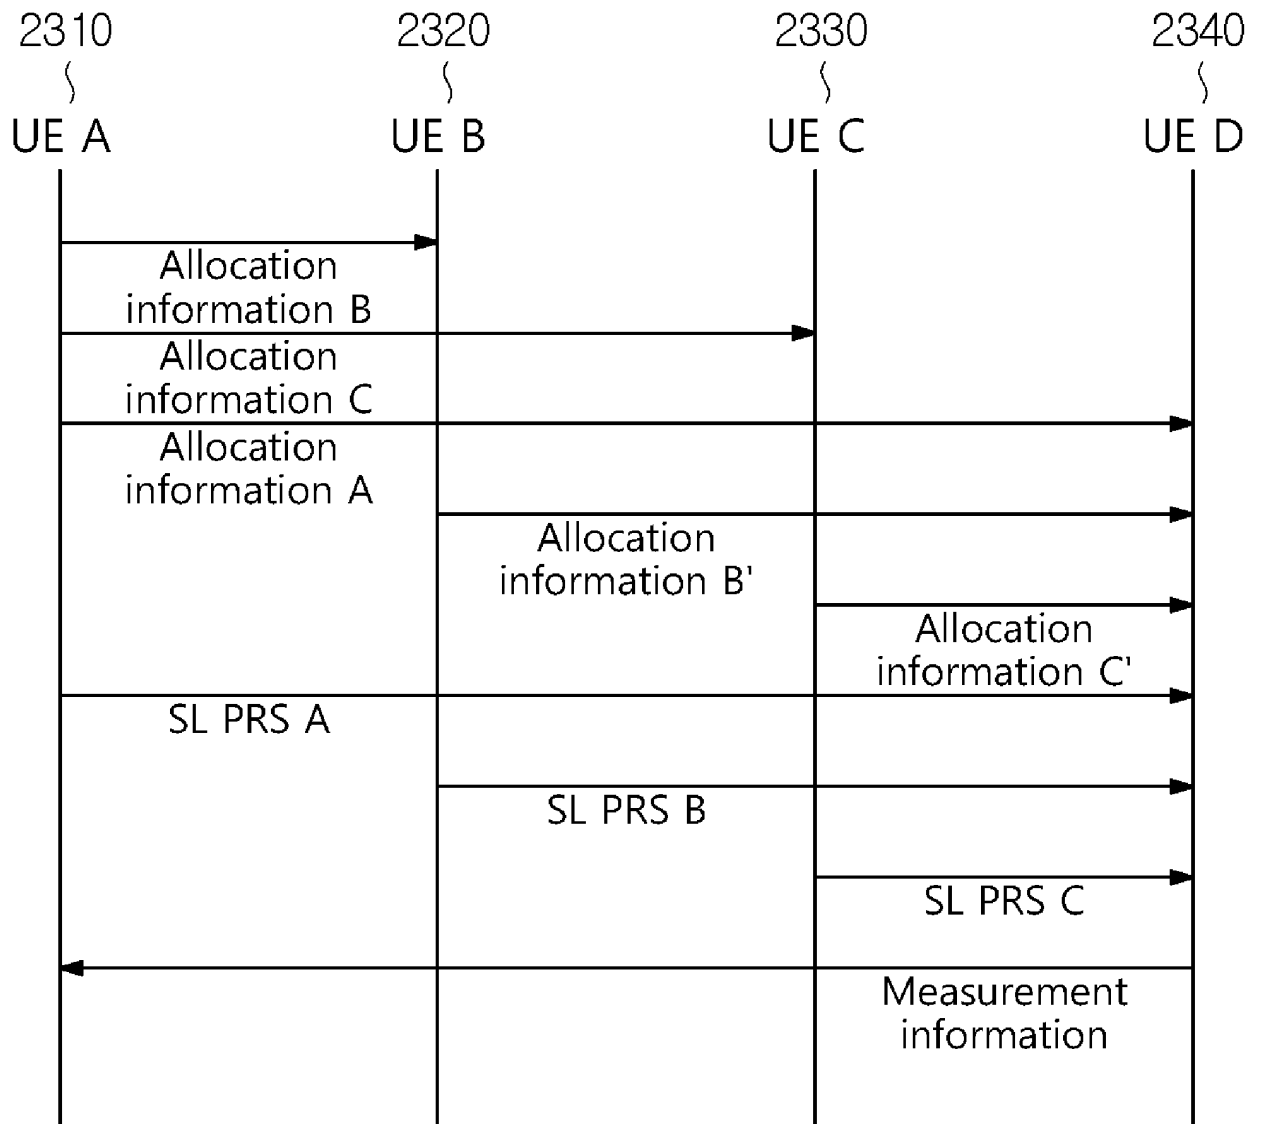 2310 2320 2330 2340
UE A UE B UE C UE D
Allocation
information B
Allocation
information C
Allocation
information A
Allocation
information B'
Allocation
information C'
SL PRS A
SL PRS B
SL PRS C
Measurement
information